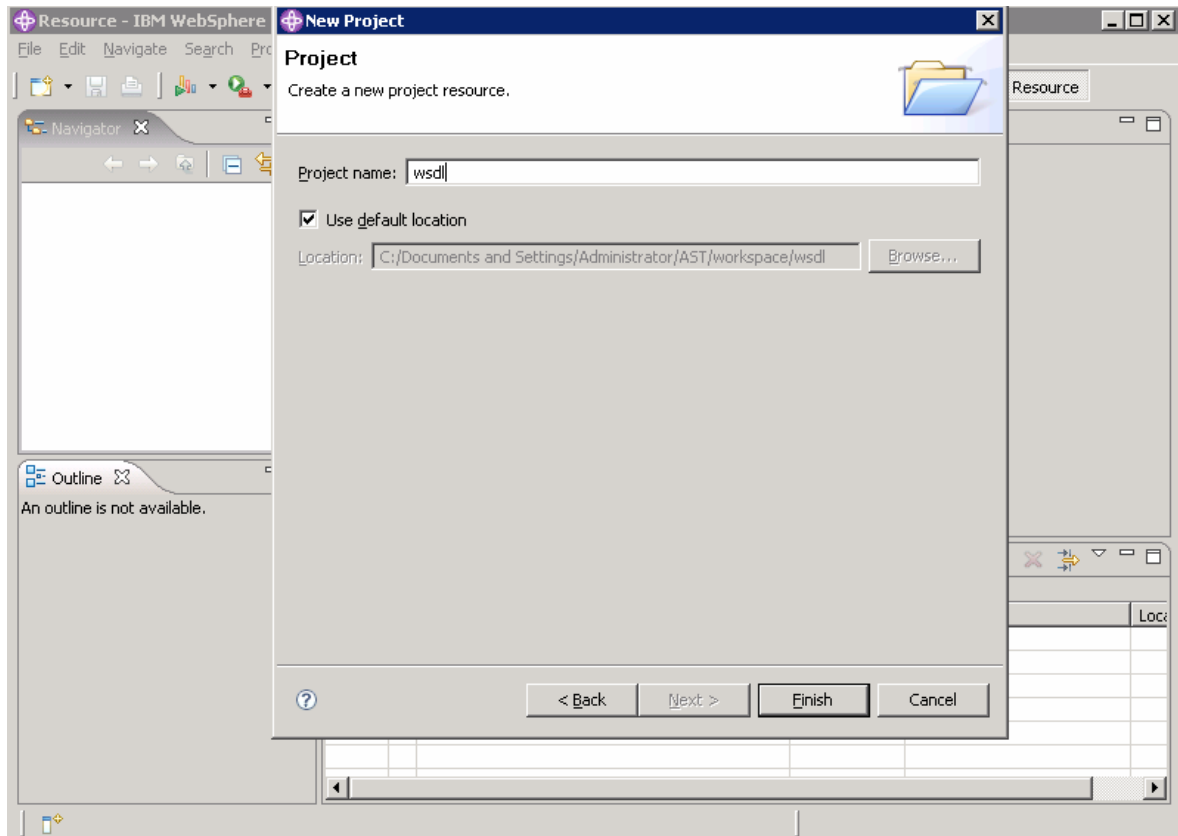 Resource - IBM WebSphere
File Edit Navigate Search Pro
Resource
Navigator
Outline
An outline is not available.
New Project
Project
Create a new project resource.
Project name: wsdl
Use default location
Location: C:/Documents and Settings/Administrator/AST/workspace/wsdl Browse...
< Back Next > Finish Cancel
Loca